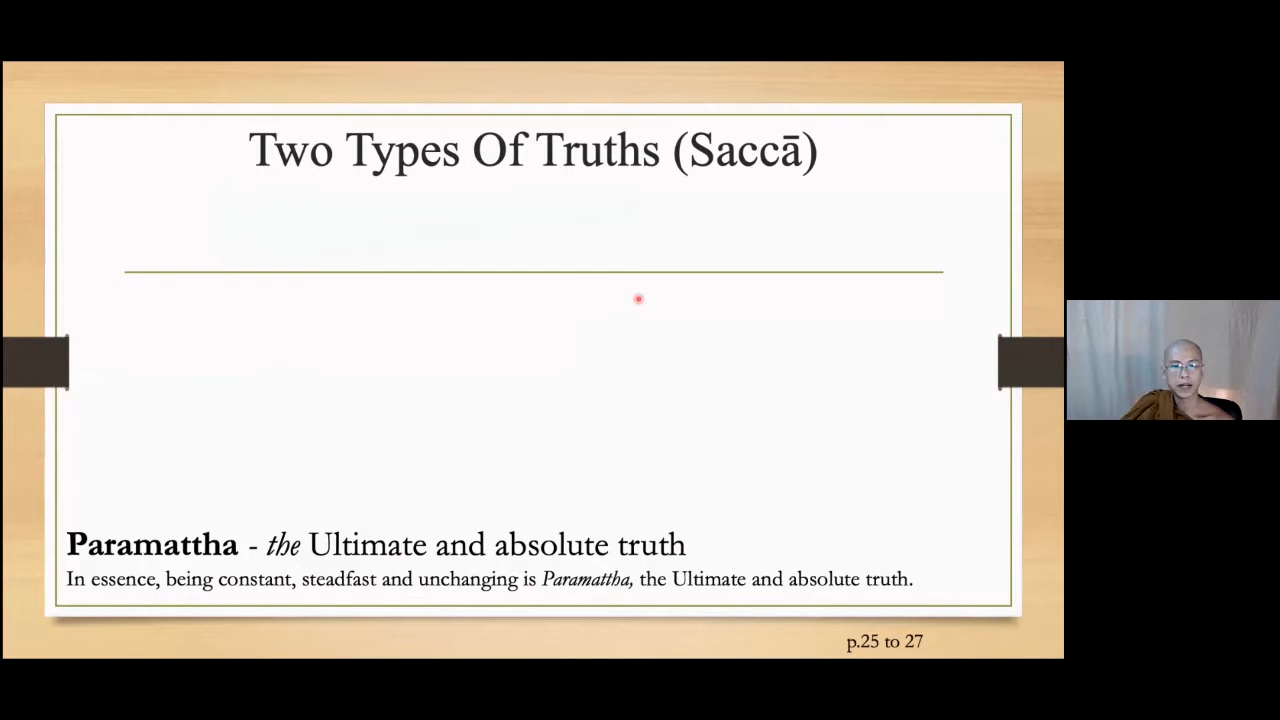 Two Types Of Truths (Saccā)
Paramattha - the Ultimate and absolute truth
In essence, being constant, steadfast and unchanging is Paramattha, the Ultimate and absolute truth.
p.25 to 27